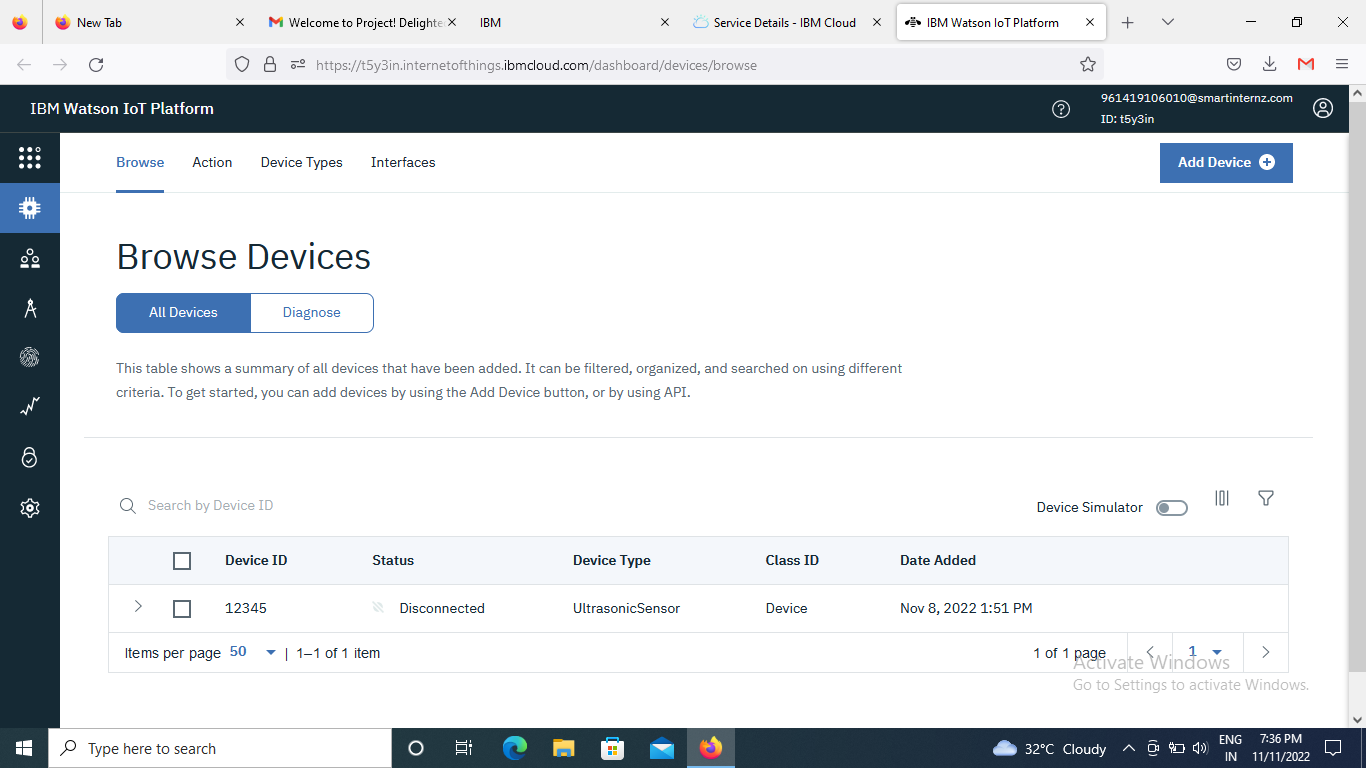 New Tab
Welcome to Project! Delighte
IBM
Service Details - IBM Cloud
IBM Watson IoT Platform
https://t5y3in.internetofthings.ibmcloud.com/dashboard/devices/browse
IBM Watson IoT Platform
961419106010@smartinternz.com
ID: t5y3in
Browse Action Device Types Interfaces
Add Device
Browse Devices
All Devices Diagnose
This table shows a summary of all devices that have been added. It can be filtered, organized, and searched on using different
criteria. To get started, you can add devices by using the Add Device button, or by using API.
Search by Device ID
Device Simulator
Device ID Status Device Type Class ID Date Added
12345 Disconnected UltrasonicSensor Device Nov 8, 2022 1:51 PM
Items per page 50 | 1–1 of 1 item
1 of 1 page 1
Activate Windows
Go to Settings to activate Windows.
Type here to search
32°C Cloudy
ENG
IN
7:36 PM
11/11/2022